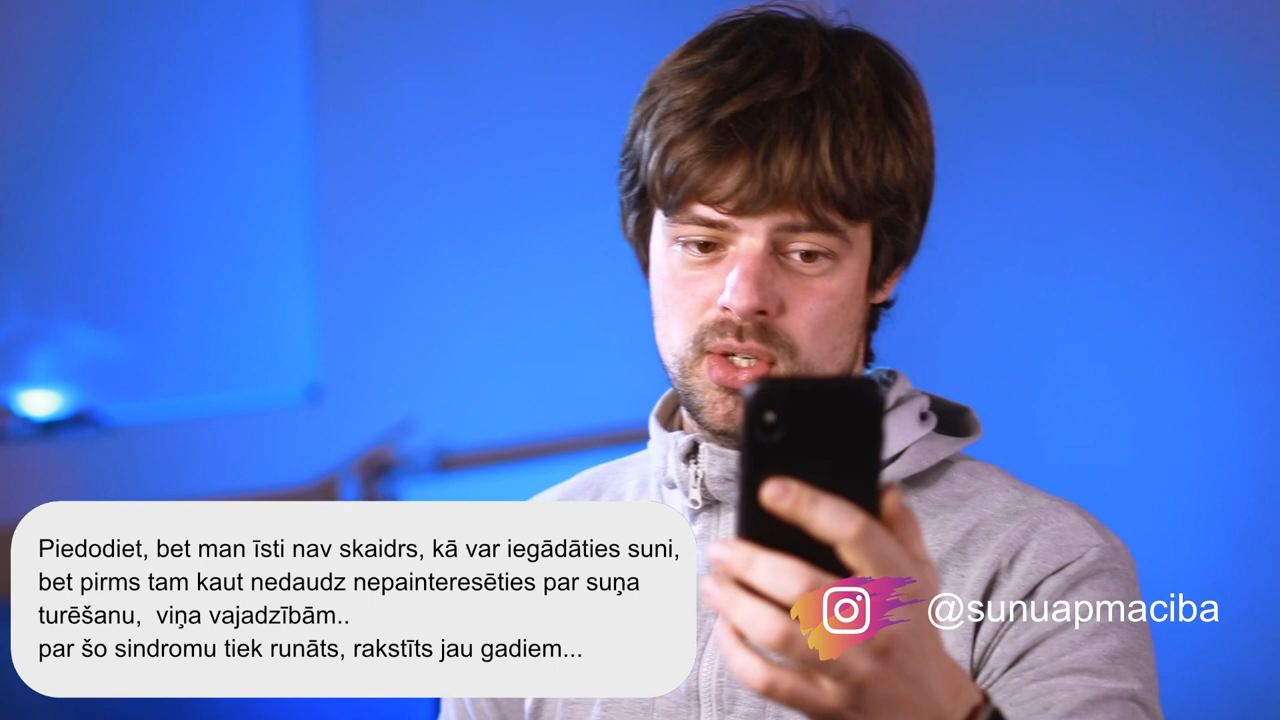 Piedodiet, bet man īsti nav skaidrs, kā var iegādāties suni,
bet pirms tam kaut nedaudz nepainteresēties par suņa
turēšanu,  viņa vajadzībām..
par šo sindromu tiek runāts, rakstīts jau gadiem...
@sunuapmaciba